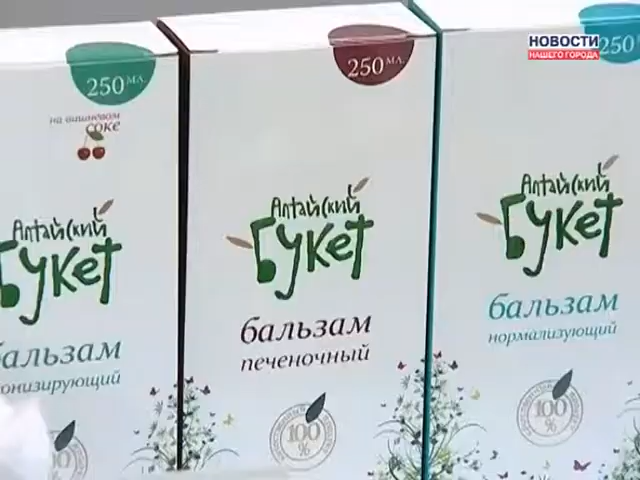 НОВОСТИ
НАШЕГО ГОРОДА
250 мл.
на вишневом
соке
Алтайский
Букет
бальзам
250 мл.
Алтайский
Букет
бальзам
печеночный
100%
250
Алтайский
Букет
бальзам
нормализующий
100%